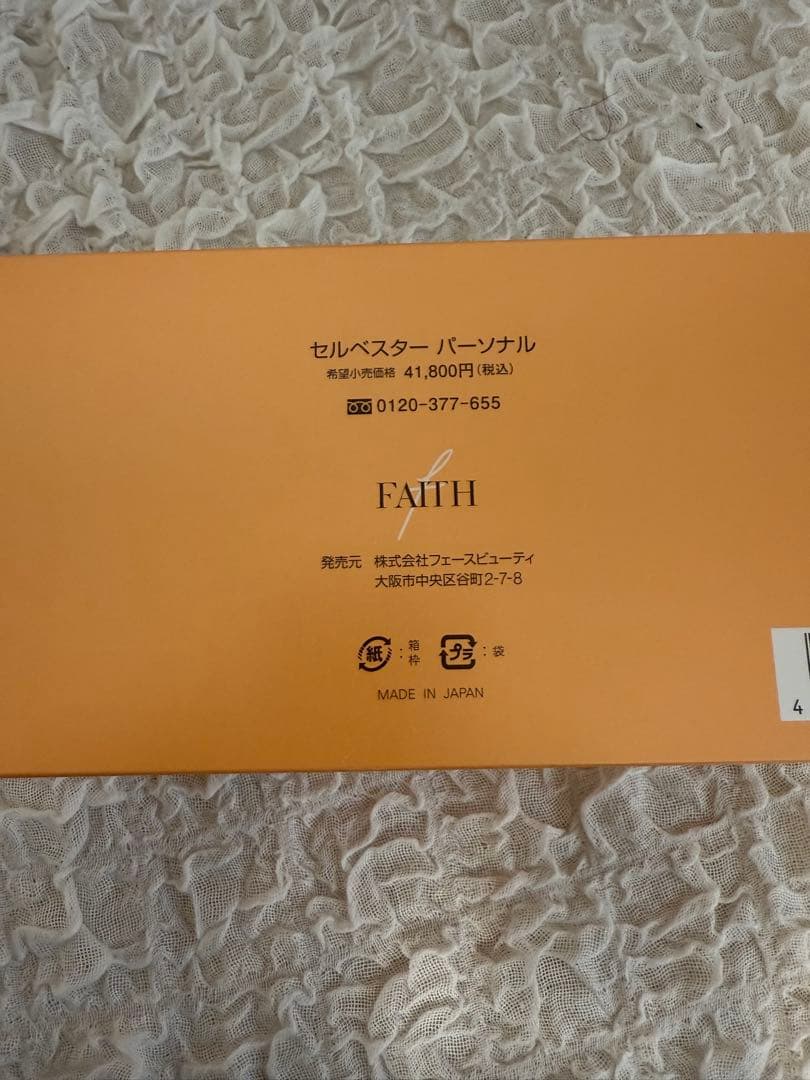 セルベスター パーソナル
希望小売価格 41,800円(税込)
0120-377-655
FAITH
発売元 株式会社フェースビューティ
大阪市中央区谷町2-7-8
紙 : 箱 枠 プラ : 袋
MADE IN JAPAN
4